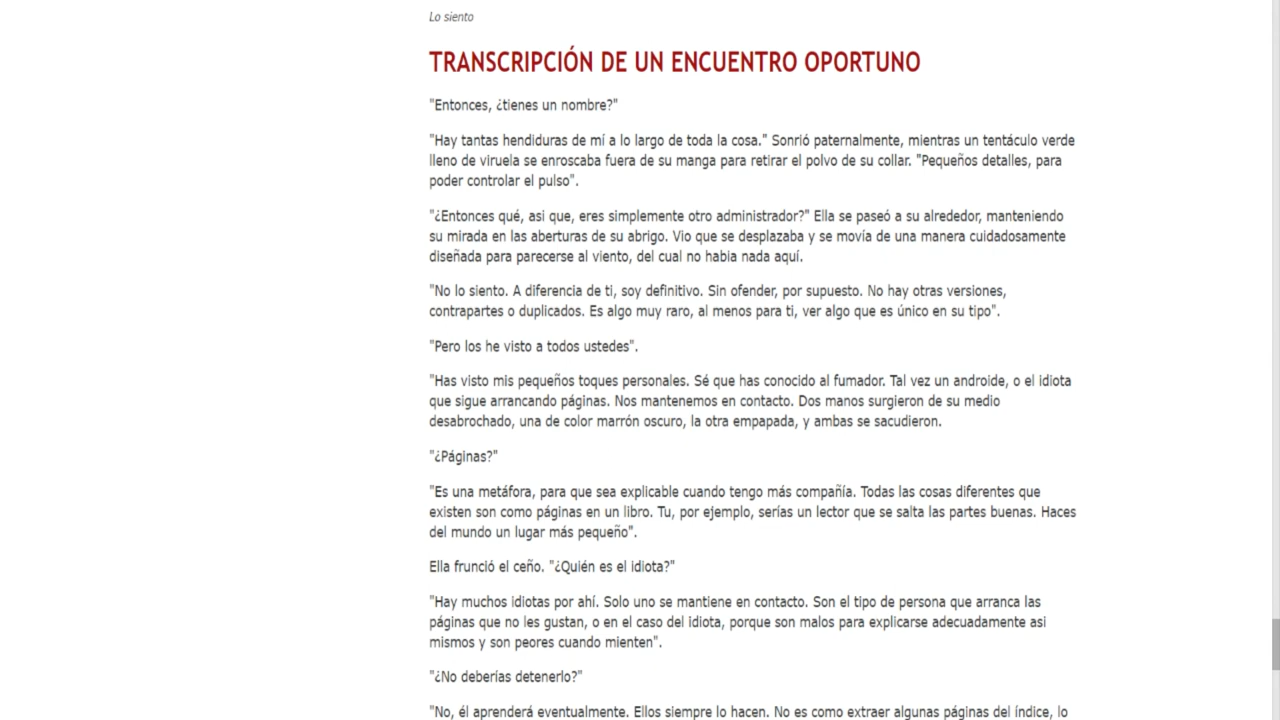 Lo siento
TRANSCRIPCIÓN DE UN ENCUENTRO OPORTUNO
"Entonces, ¿tienes un nombre?"
"Hay tantas hendiduras de mí a lo largo de toda la cosa." Sonrió paternalmente, mientras un tentáculo verde
lleno de viruela se enroscaba fuera de su manga para retirar el polvo de su collar. "Pequeños detalles, para
poder controlar el pulso".
"¿Entonces qué, asi que, eres simplemente otro administrador?" Ella se paseó a su alrededor, manteniendo
su mirada en las aberturas de su abrigo. Vio que se desplazaba y se movía de una manera cuidadosamente
diseñada para parecerse al viento, del cual no habia nada aquí.
"No lo siento. A diferencia de ti, soy definitivo. Sin ofender, por supuesto. No hay otras versiones,
contrapartes o duplicados. Es algo muy raro, al menos para ti, ver algo que es único en su tipo".
"Pero los he visto a todos ustedes".
"Has visto mis pequeños toques personales. Sé que has conocido al fumador. Tal vez un androide, o el idiota
que sigue arrancando páginas. Nos mantenemos en contacto. Dos manos surgieron de su medio
desabrochado, una de color marrón oscuro, la otra empapada, y ambas se sacudieron.
"¿Páginas?"
"Es una metáfora, para que sea explicable cuando tengo más compañía. Todas las cosas diferentes que
existen son como páginas en un libro. Tu, por ejemplo, serías un lector que se salta las partes buenas. Haces
del mundo un lugar más pequeño".
Ella frunció el ceño. "¿Quién es el idiota?"
"Hay muchos idiotas por ahí. Solo uno se mantiene en contacto. Son el tipo de persona que arranca las
páginas que no les gustan, o en el caso del idiota, porque son malos para explicarse adecuadamente asi
mismos y son peores cuando mienten".
"¿No deberías detenerlo?"
"No, él aprenderá eventualmente. Ellos siempre lo hacen. No es como extraer algunas páginas del índice, lo